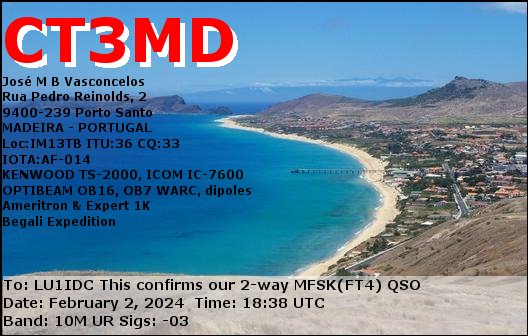 CT3MD
José M B Vasconcelos
Rua Pedro Reinolds, 2
9400-239 Porto Santo
MADEIRA - PORTUGAL
Loc:IM13TB ITU:36 CQ:33
IOTA:AF-014
KENWOOD TS-2000, ICOM IC-7600
OPTIBEAM OB16, OB7 WARC, dipoles
Ameritron & Expert 1K
Begali Expedition
To: LU1IDC This confirms our 2-way MFSK(FT4) QSO
Date: February 2, 2024 Time: 18:38 UTC
Band: 10M UR Sigs: -03